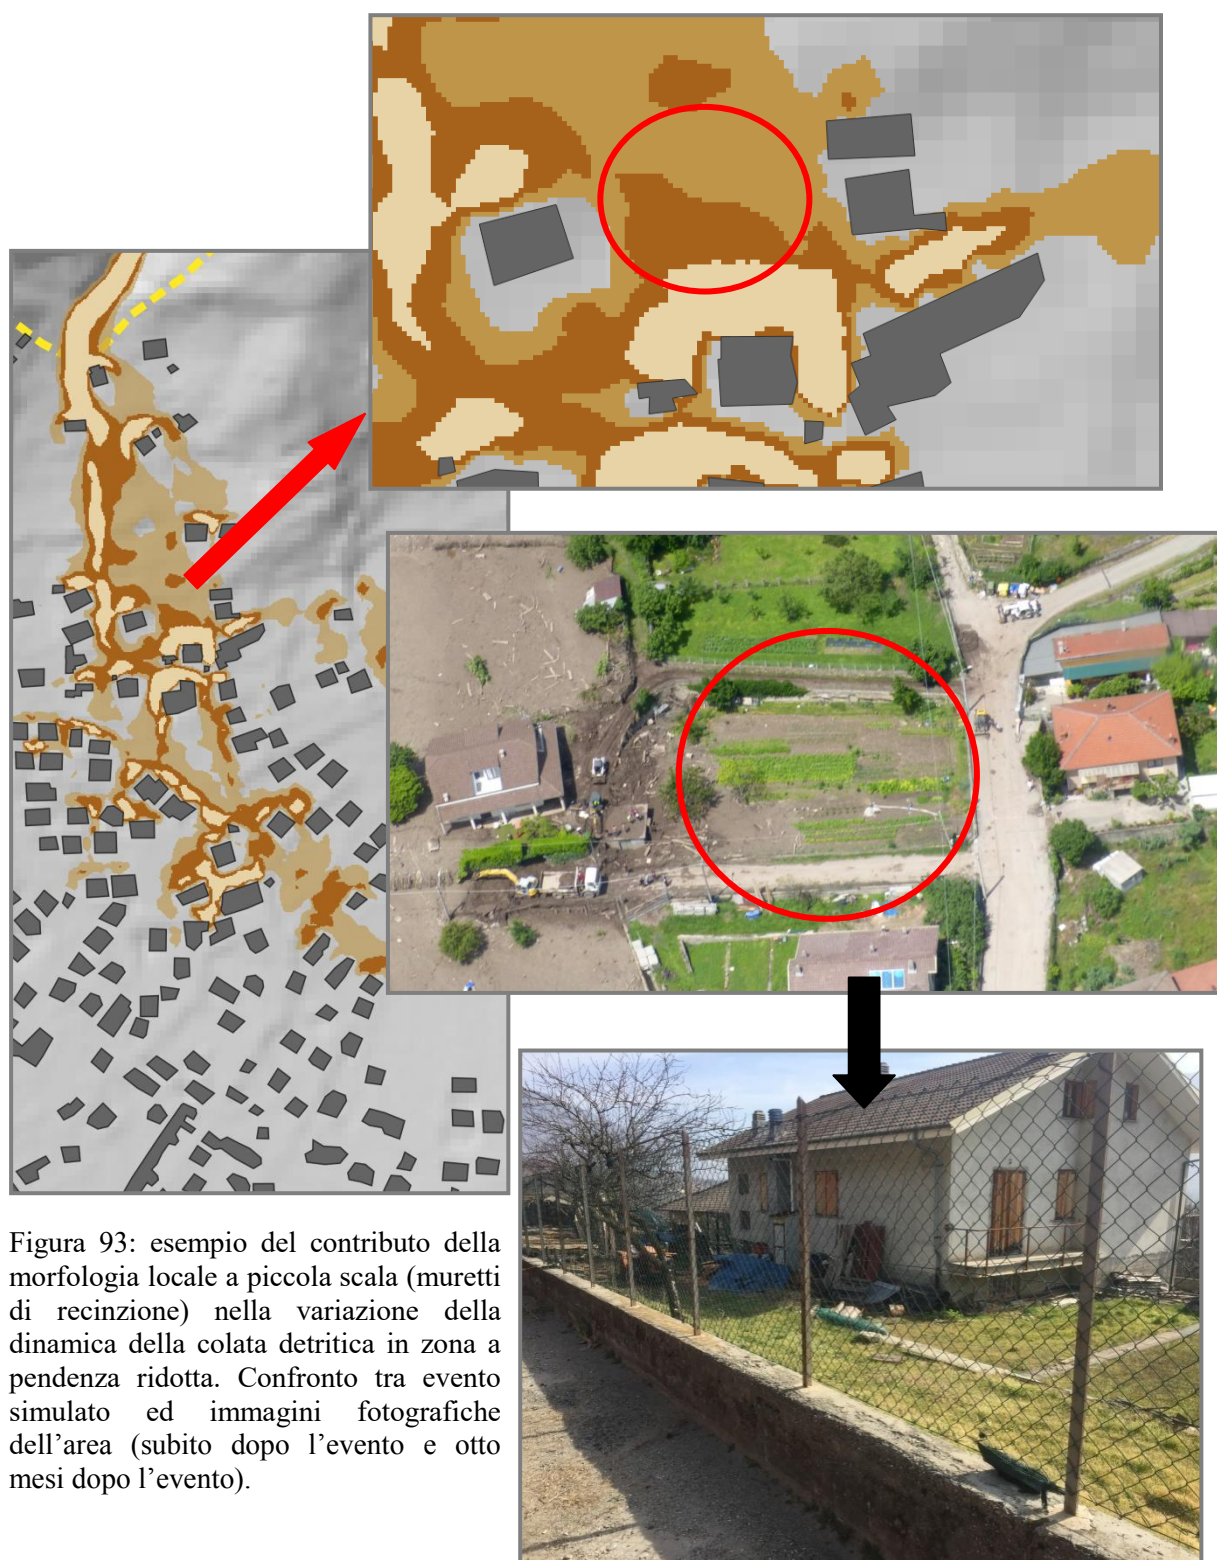 Figura 93: esempio del contributo della
morfologia locale a piccola scala (muretti
di recinzione) nella variazione della
dinamica della colata detritica in zona a
pendenza ridotta. Confronto tra evento
simulato ed immagini fotografiche
dell’area (subito dopo l’evento e otto
mesi dopo l’evento).